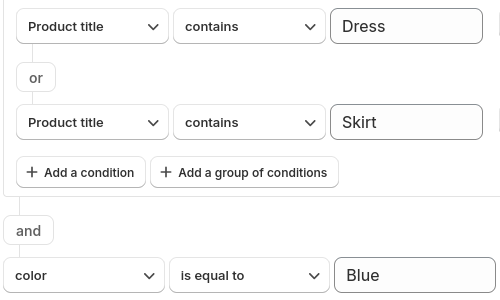 Product title contains Dress
or
Product title contains Skirt
+ Add a condition + Add a group of conditions
and
color is equal to Blue